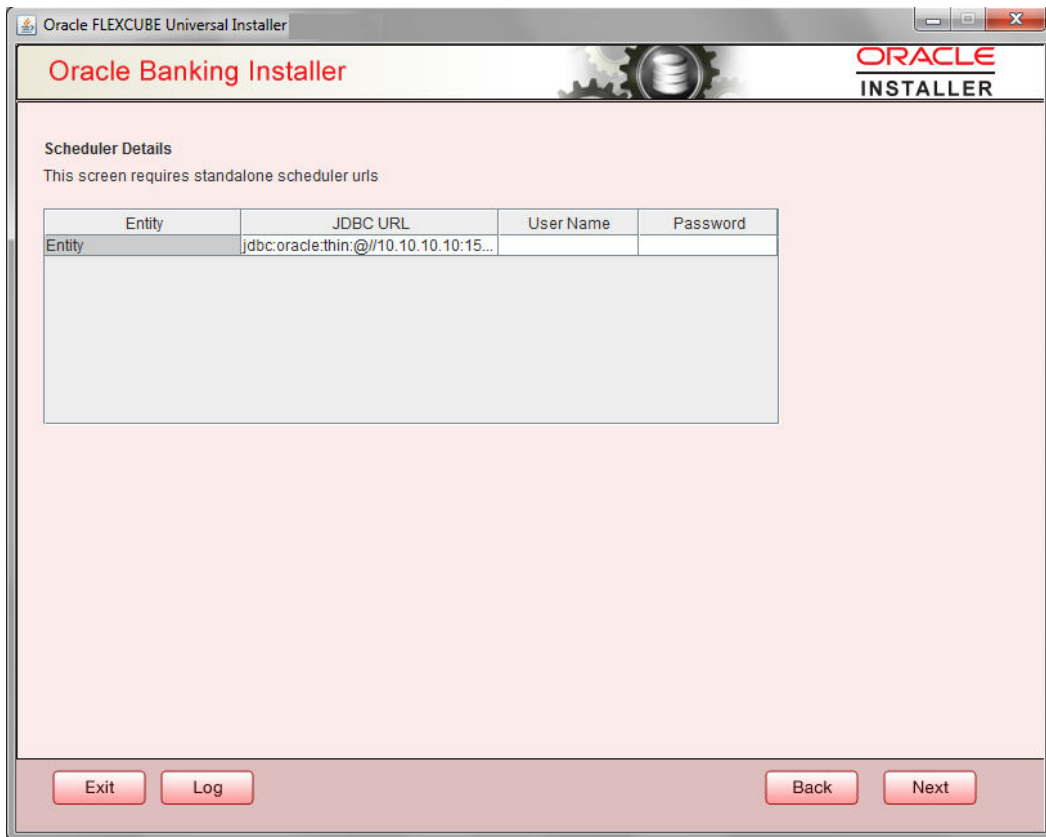 Oracle FLEXCUBE Universal Installer
Oracle Banking Installer
ORACLE
INSTALLER
Scheduler Details
This screen requires standalone scheduler urls
Entity JDBC URL User Name Password
Entity jdbc:oracle:thin:@//10.10.10.10:15...
Exit Log Back Next